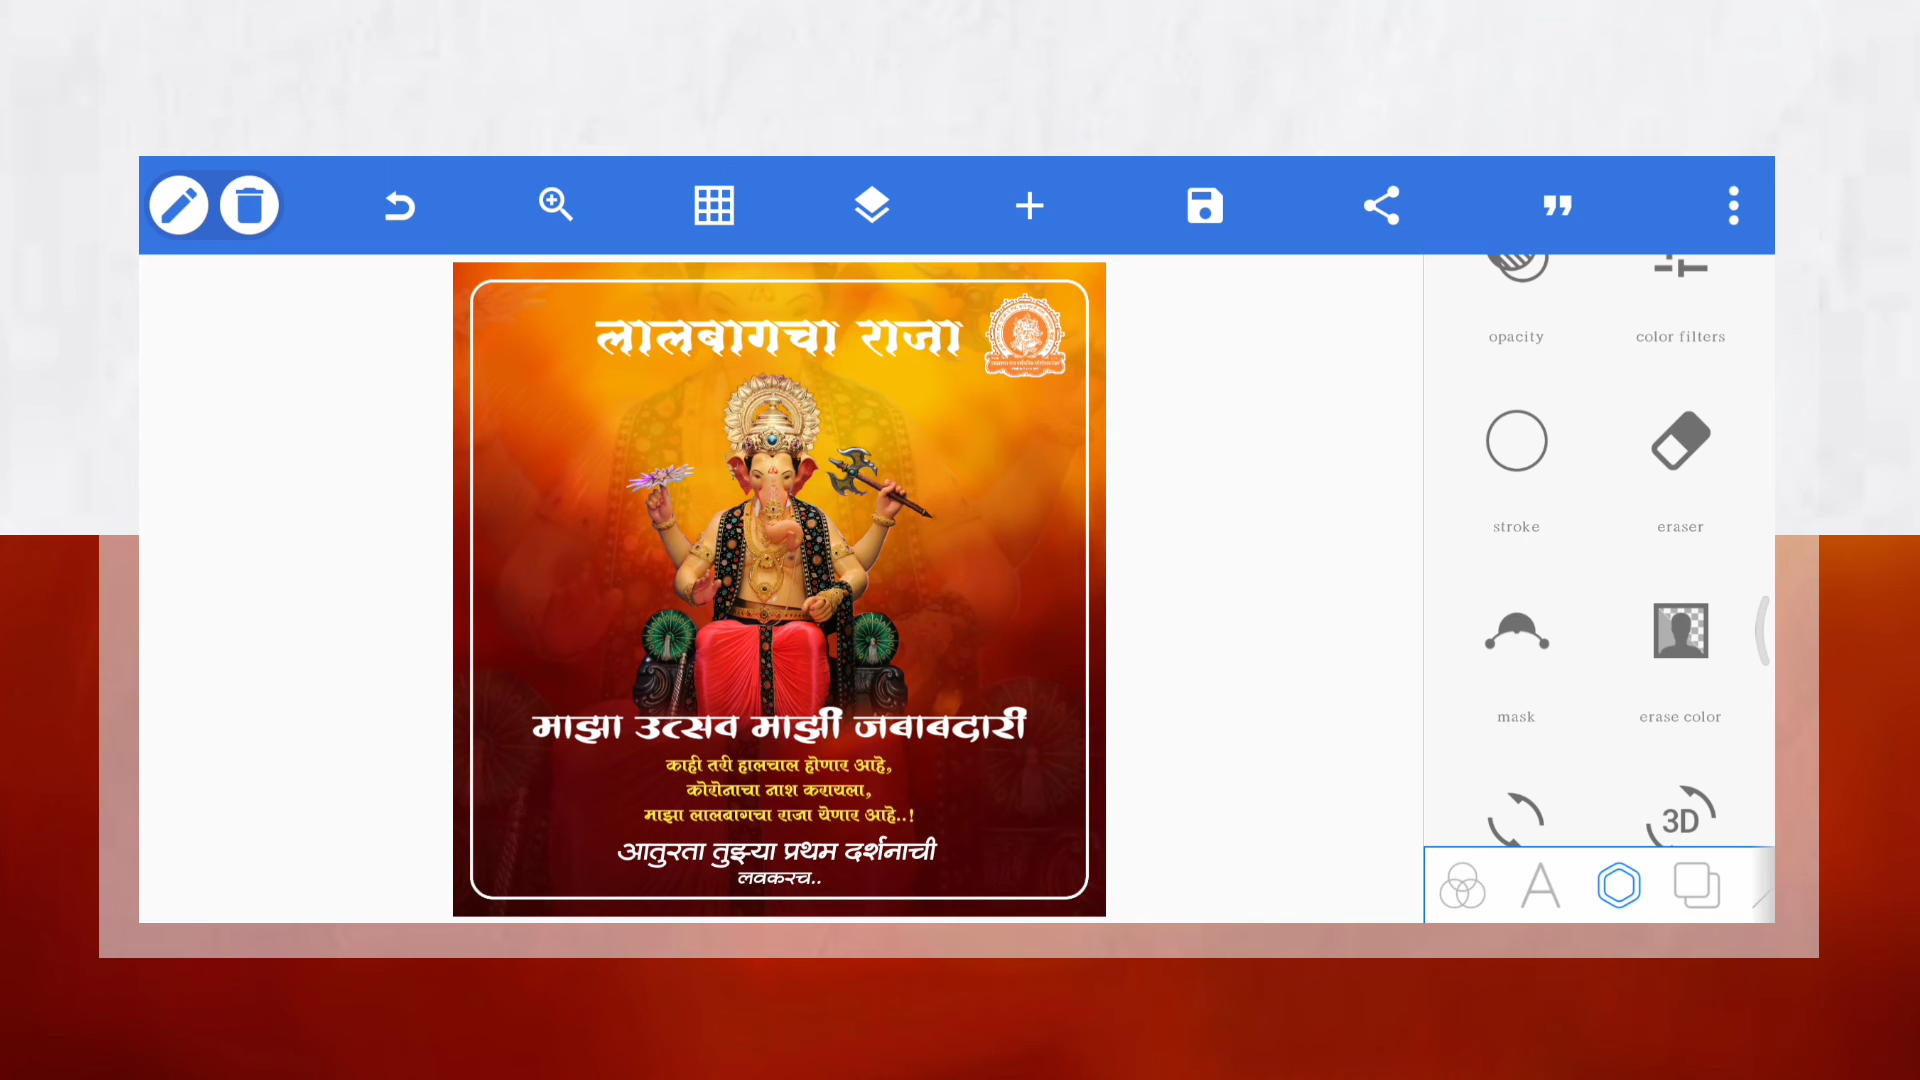 लालबागचा राजा
माझा उत्सव माझी जबाबदारी
काही तरी हालचाल होणार आहे,
कोरोनाचा नाश करायला,
माझा लालबागचा राजा येणार आहे..!
आतुरता तुझ्या प्रथम दर्शनाची
लवकरच..
opacity
color filters
stroke
eraser
mask
erase color
3D